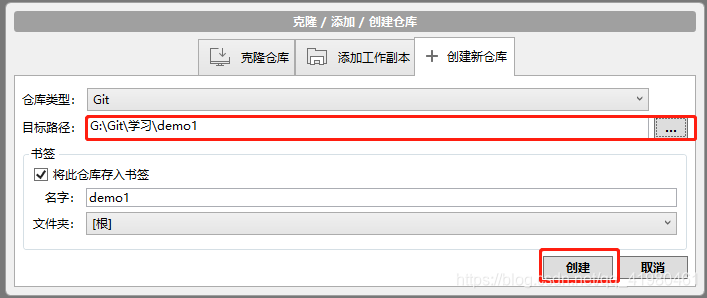 克隆 / 添加 / 创建仓库
克隆仓库 添加工作副本 + 创建新仓库
仓库类型： Git
目标路径： G:\Git\学习\demo1 ...
书签
将此仓库存入书签
名字： demo1
文件夹： [根]
创建 取消
https://blog.csdn.net/qq_41980461